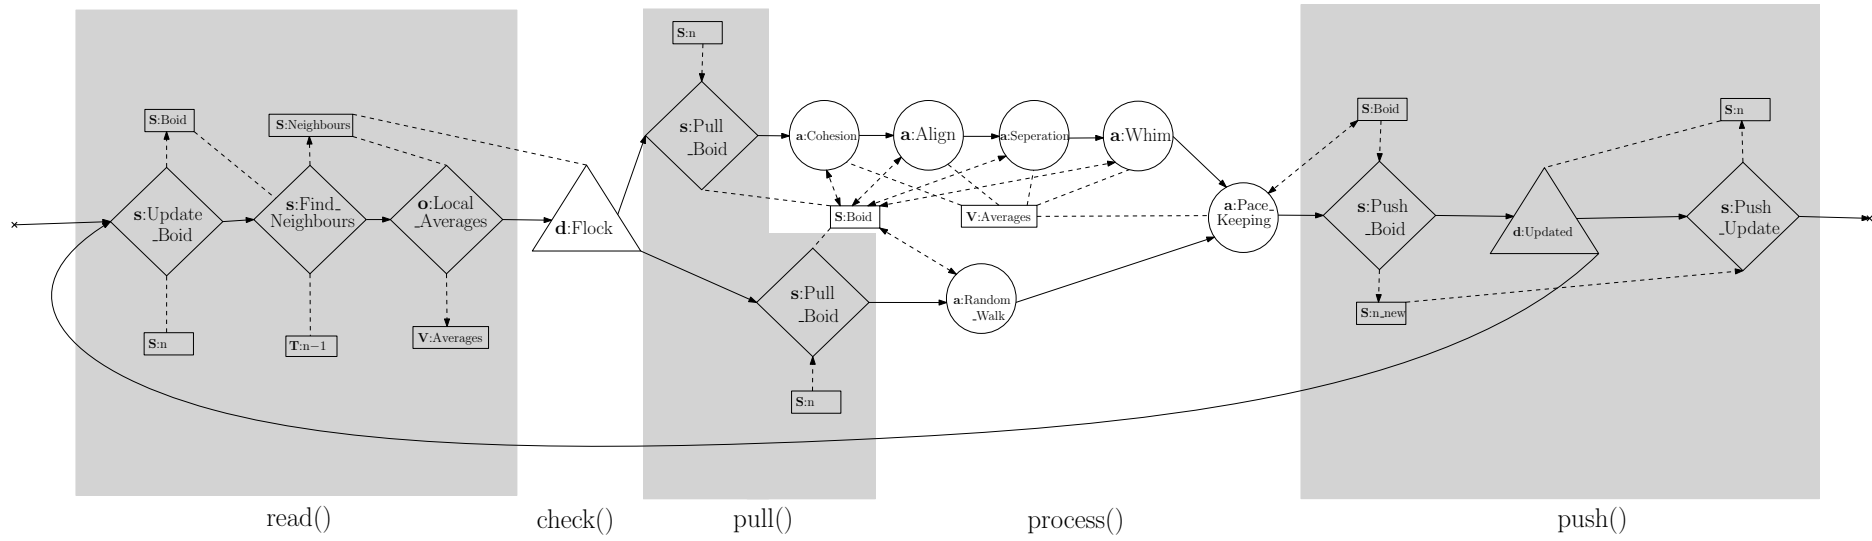 S:n
S:Boid
S:Neighbours
s:Update
_Boid
s:Find_
Neighbours
o:Local
_Averages
S:n
T:n−1
V:Averages
d:Flock
s:Pull
_Boid
a:Cohesion
a:Align
a:Seperation
a:Whim
S:Boid
V:Averages
s:Pull
_Boid
a:Random
_Walk
S:n
a:Pace_
Keeping
S:Boid
s:Push
_Boid
S:n_new
d:Updated
S:n
s:Push
_Update
read()
check()
pull()
process()
push()